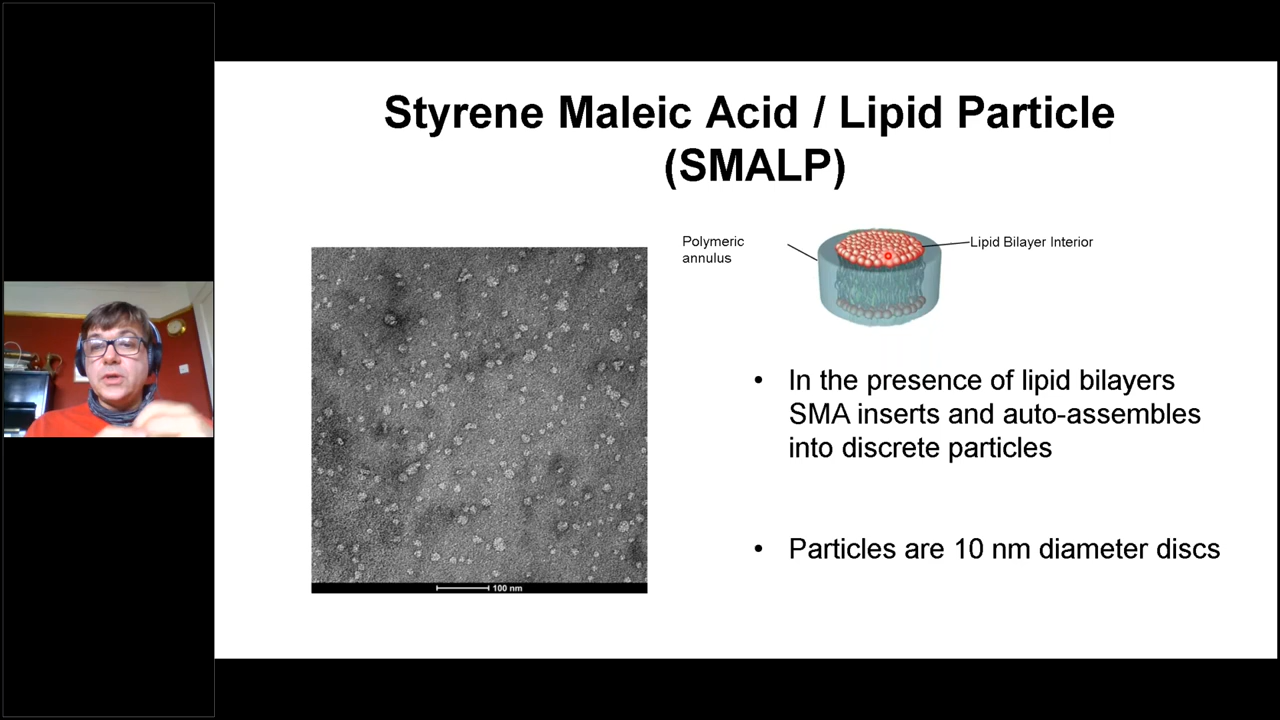 Styrene Maleic Acid / Lipid Particle
(SMALP)
Polymeric
annulus
Lipid Bilayer Interior
In the presence of lipid bilayers
SMA inserts and auto-assembles
into discrete particles
Particles are 10 nm diameter discs
100 nm